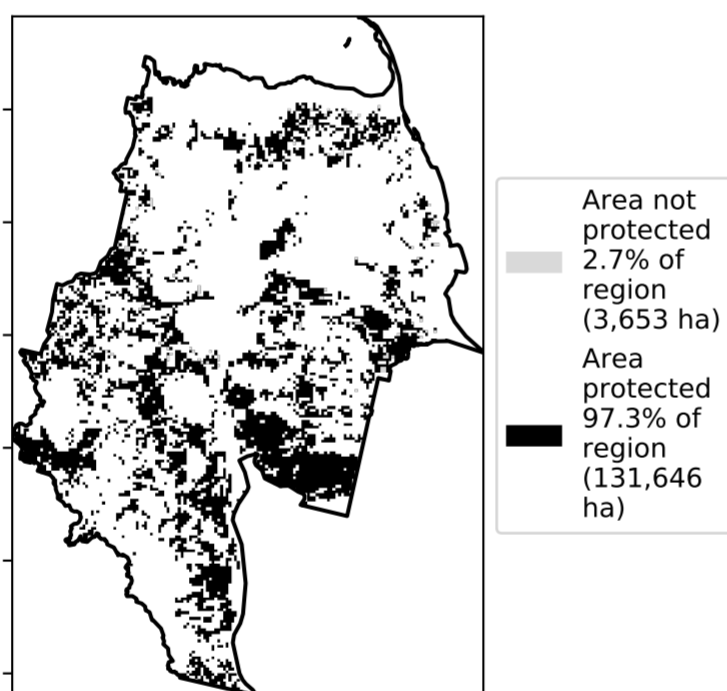 Area not
protected
2.7% of
region
(3,653 ha)
Area
protected
97.3% of
region
(131,646
ha)